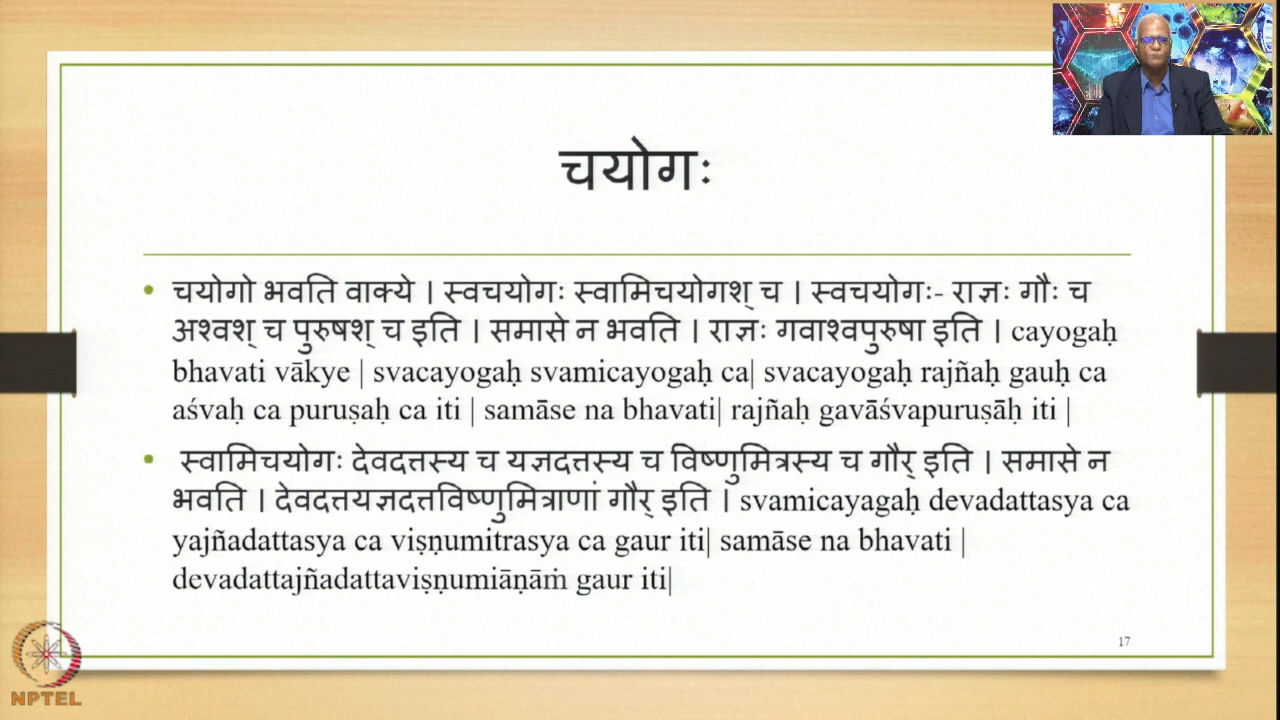 चयोगः
• चयोगो भवति वाक्ये । स्वचयोगः स्वामिचयोगश् च । स्वचयोगः- राज्ञः गौः च
अश्वश् च पुरुषश् च इति । समासे न भवति । राज्ञः गवाश्वपुरुषा इति । cayogaḥ
bhavati vākye | svacayogaḥ svamicayogaḥ ca| svacayogaḥ rajñaḥ gauḥ ca
aśvaḥ ca puruṣaḥ ca iti | samāse na bhavati| rajñaḥ gavāśvapuruṣāḥ iti |
• स्वामिचयोगः देवदत्तस्य च यज्ञदत्तस्य च विष्णुमित्रस्य च गौर् इति । समासे न
भवति । देवदत्तयज्ञदत्तविष्णुमित्राणां गौर् इति । svamicayagaḥ devadattasya ca
yajñadattasya ca viṣṇumitrasya ca gaur iti| samāse na bhavati |
devadattajñadattaviṣṇumiāṇāṁ gaur iti|
17
NPTEL